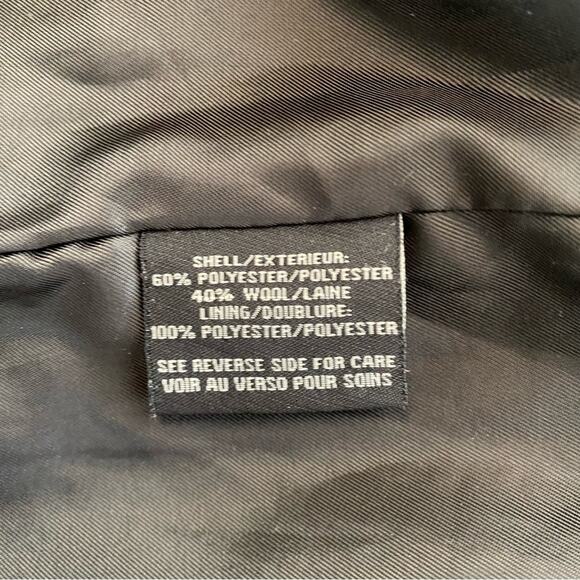 SHELL/EXTERIEUR:
60% POLYESTER/POLYESTER
40% WOOL/LAINE
LINING/DOUBLURE:
100% POLYESTER/POLYESTER
SEE REVERSE SIDE FOR CARE
VOIR AU VERSO POUR SOINS